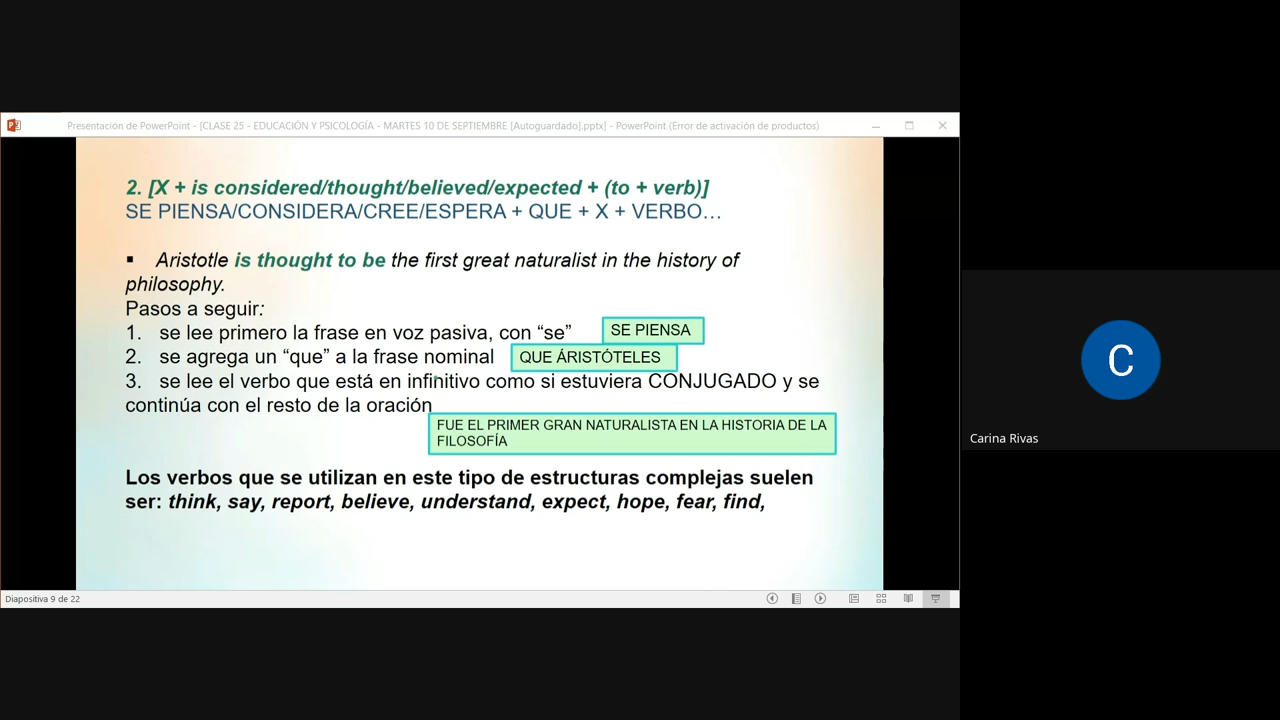 Presentación de PowerPoint - [CLASE 25 - EDUCACIÓN Y PSICOLOGÍA - MARTES 10 DE SEPTIEMBRE [Autoguardado].pptx] - PowerPoint (Error de activación de productos)
2. [X + is considered/thought/believed/expected + (to + verb)]
SE PIENSA/CONSIDERA/CREE/ESPERA + QUE + X + VERBO…
▪ Aristotle is thought to be the first great naturalist in the history of
philosophy.
Pasos a seguir:
1. se lee primero la frase en voz pasiva, con “se”
SE PIENSA
2. se agrega un “que” a la frase nominal
QUE ÁRISTÓTELES
3. se lee el verbo que está en infinitivo como si estuviera CONJUGADO y se
continúa con el resto de la oración
FUE EL PRIMER GRAN NATURALISTA EN LA HISTORIA DE LA
FILOSOFÍA
Los verbos que se utilizan en este tipo de estructuras complejas suelen
ser: think, say, report, believe, understand, expect, hope, fear, find,
Diapositiva 9 de 22
C
Carina Rivas